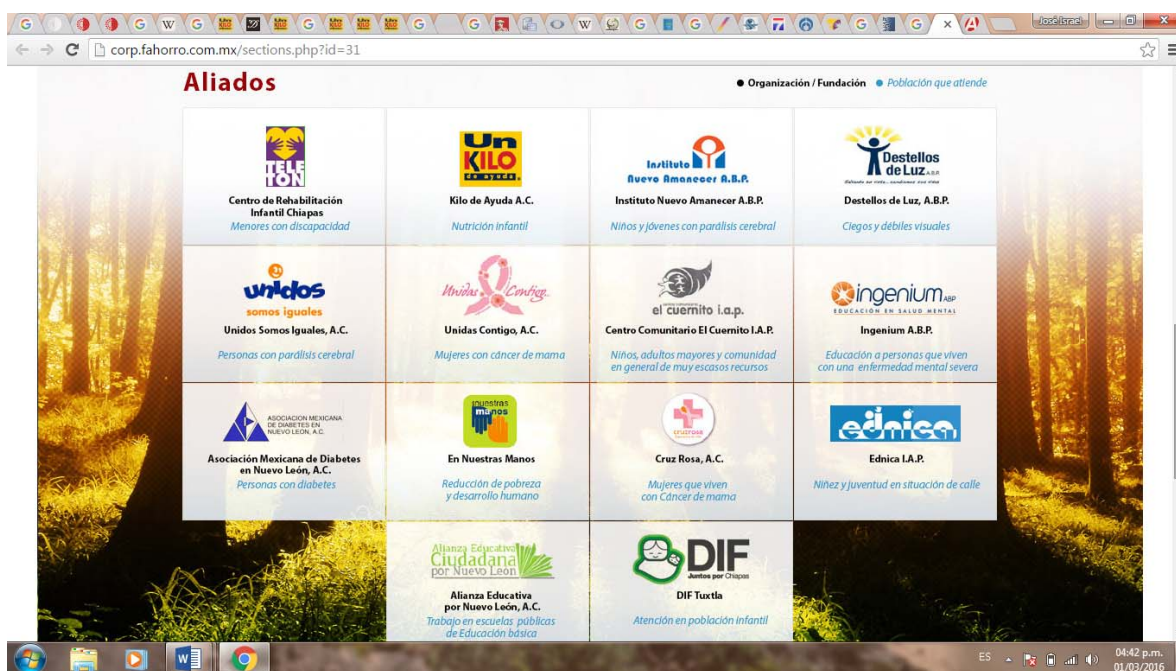 José Israel
corp.fahorro.com.mx/sections.php?id=31
Aliados
Organización / Fundación
Población que atiende
TELE
TON
Centro de Rehabilitación
Infantil Chiapas
Menores con discapacidad
Un
KILO
de ayuda
Kilo de Ayuda A.C.
Nutrición infantil
Instituto
Nuevo Amanecer A.B.P.
Instituto Nuevo Amanecer A.B.P.
Niños y jóvenes con parálisis cerebral
Destellos
de Luz A.B.P.
Destellos de Luz, A.B.P.
Ciegos y débiles visuales
unidos
somos iguales
Unidos Somos Iguales, A.C.
Personas con parálisis cerebral
Unidas Contigo
Unidas Contigo, A.C.
Mujeres con cáncer de mama
el cuernito i.a.p.
Centro Comunitario El Cuernito I.A.P.
Niños, adultos mayores y comunidad
en general de muy escasos recursos
ingenium ABP
EDUCACIÓN EN SALUD MENTAL
Ingenium A.B.P.
Educación a personas que viven
con una enfermedad mental severa
ASOCIACION MEXICANA
DE DIABETES EN
NUEVO LEON, A.C.
Asociación Mexicana de Diabetes
en Nuevo León, A.C.
Personas con diabetes
nuestras
manos
En Nuestras Manos
Reducción de pobreza
y desarrollo humano
cruzrosa
Cruz Rosa, A.C.
Mujeres que viven
con Cáncer de mama
ednica
Ednica I.A.P.
Niñez y juventud en situación de calle
Alianza Educativa
Ciudadana
por Nuevo León
Alianza Educativa
por Nuevo León, A.C.
Trabajo en escuelas públicas
de Educación básica
DIF
Juntos por Chiapas
DIF Tuxtla
Atención en población infantil
ES
04:42 p.m.
01/03/2016